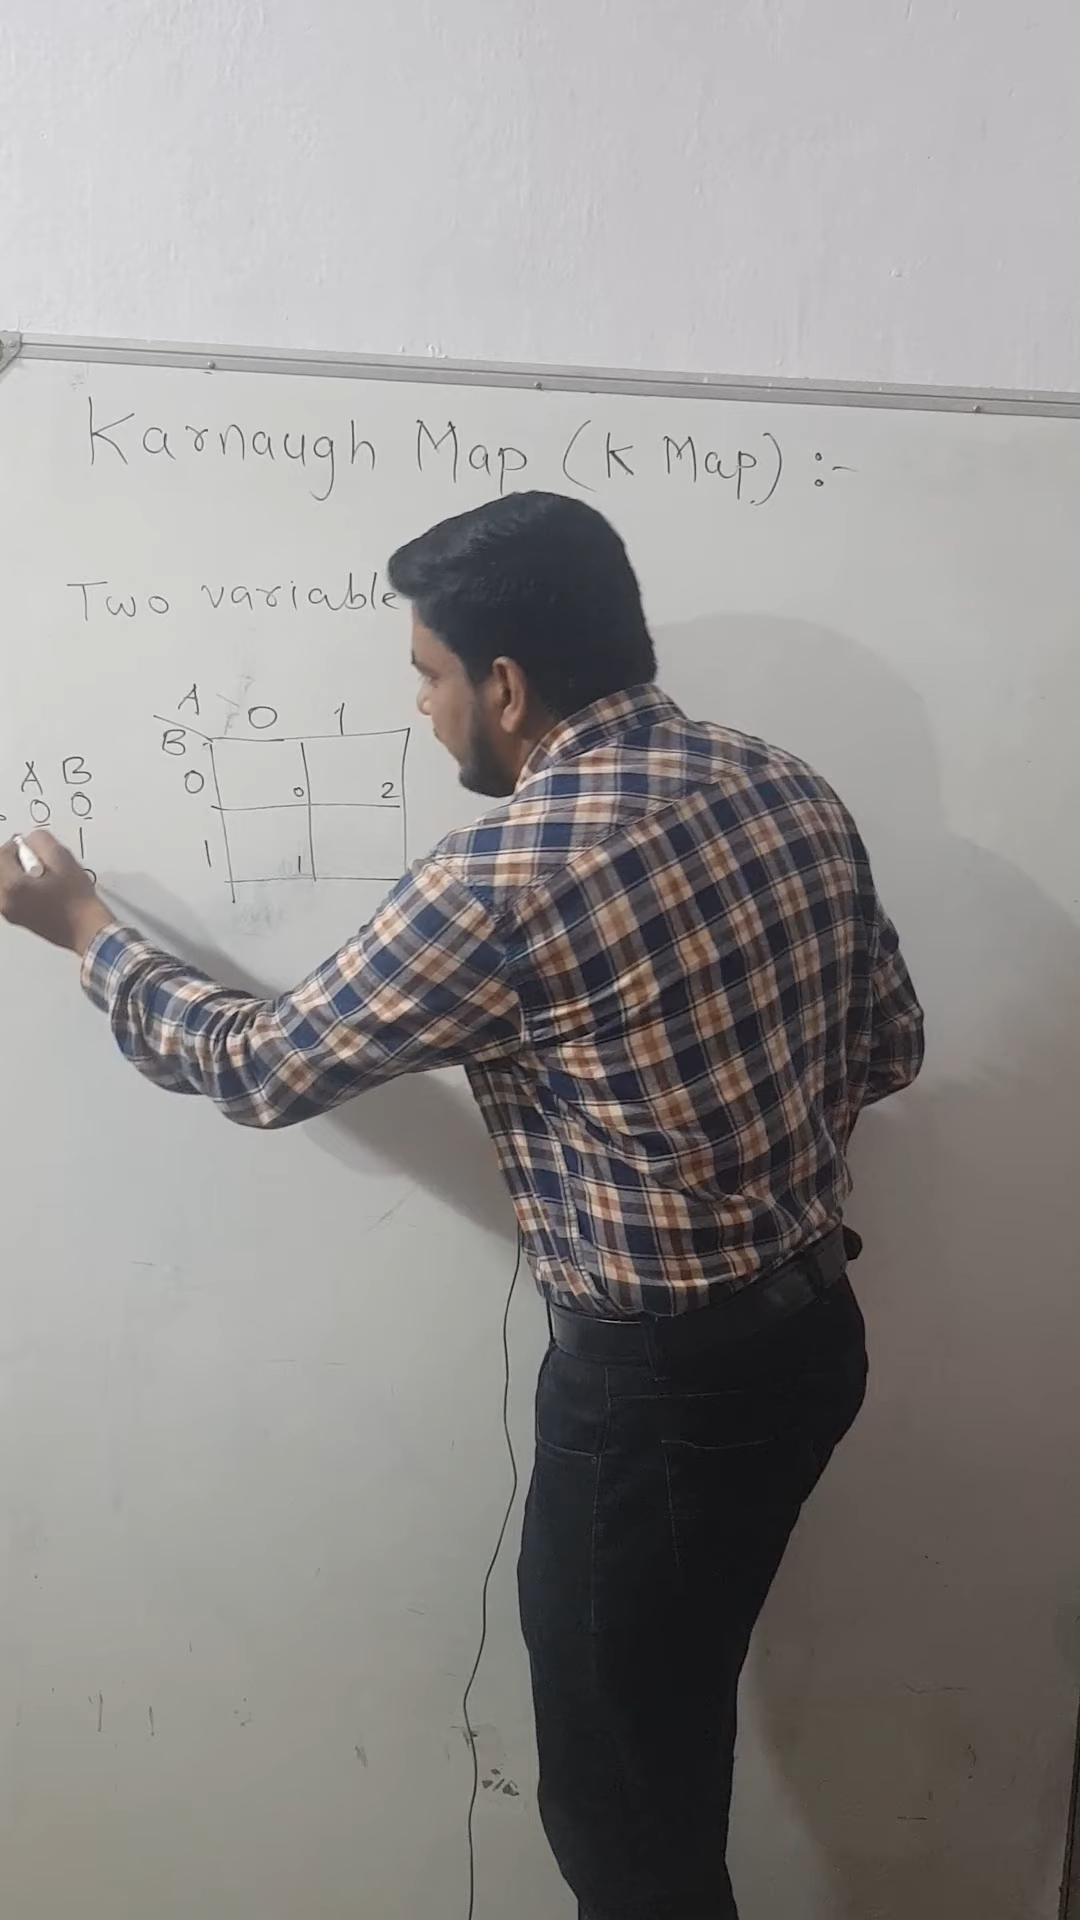 Karnaugh Map (K Map) :-
Two variable
A 0 1
B
0 0 2
1 1
A B
0 0
1